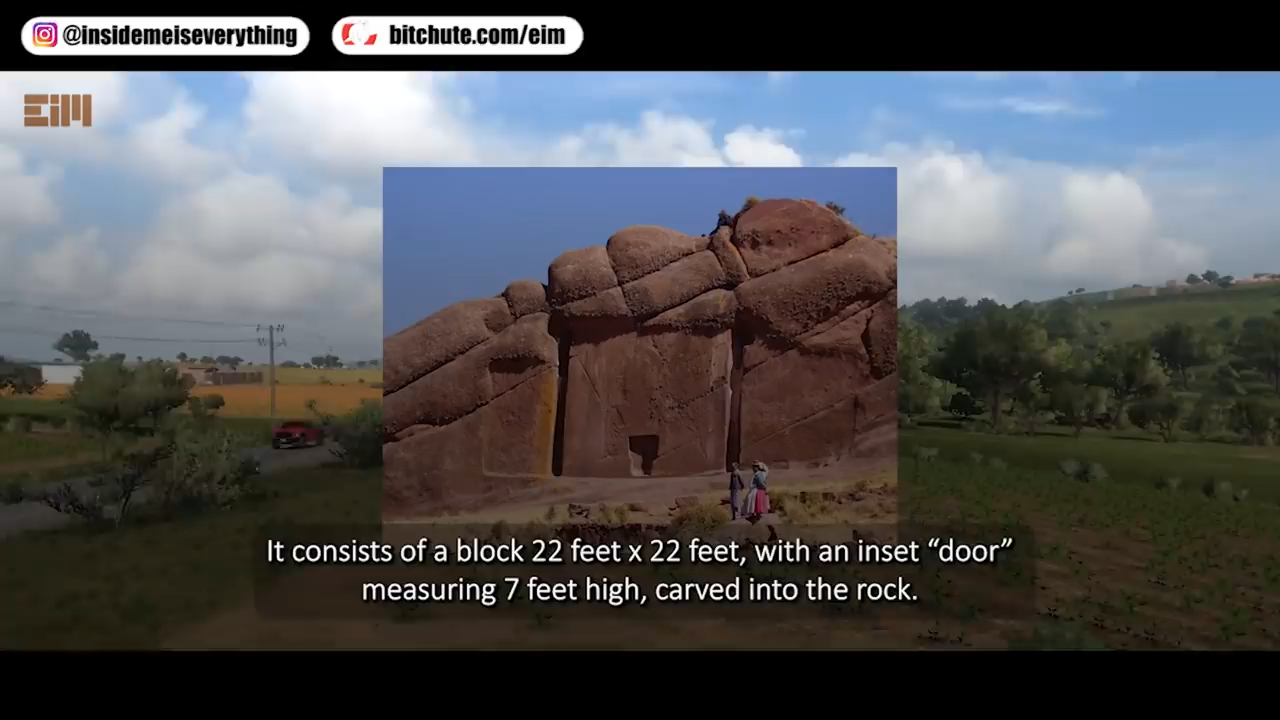 @insidemeiseverything
bitchute.com/eim
EIM
It consists of a block 22 feet x 22 feet, with an inset “door”
measuring 7 feet high, carved into the rock.